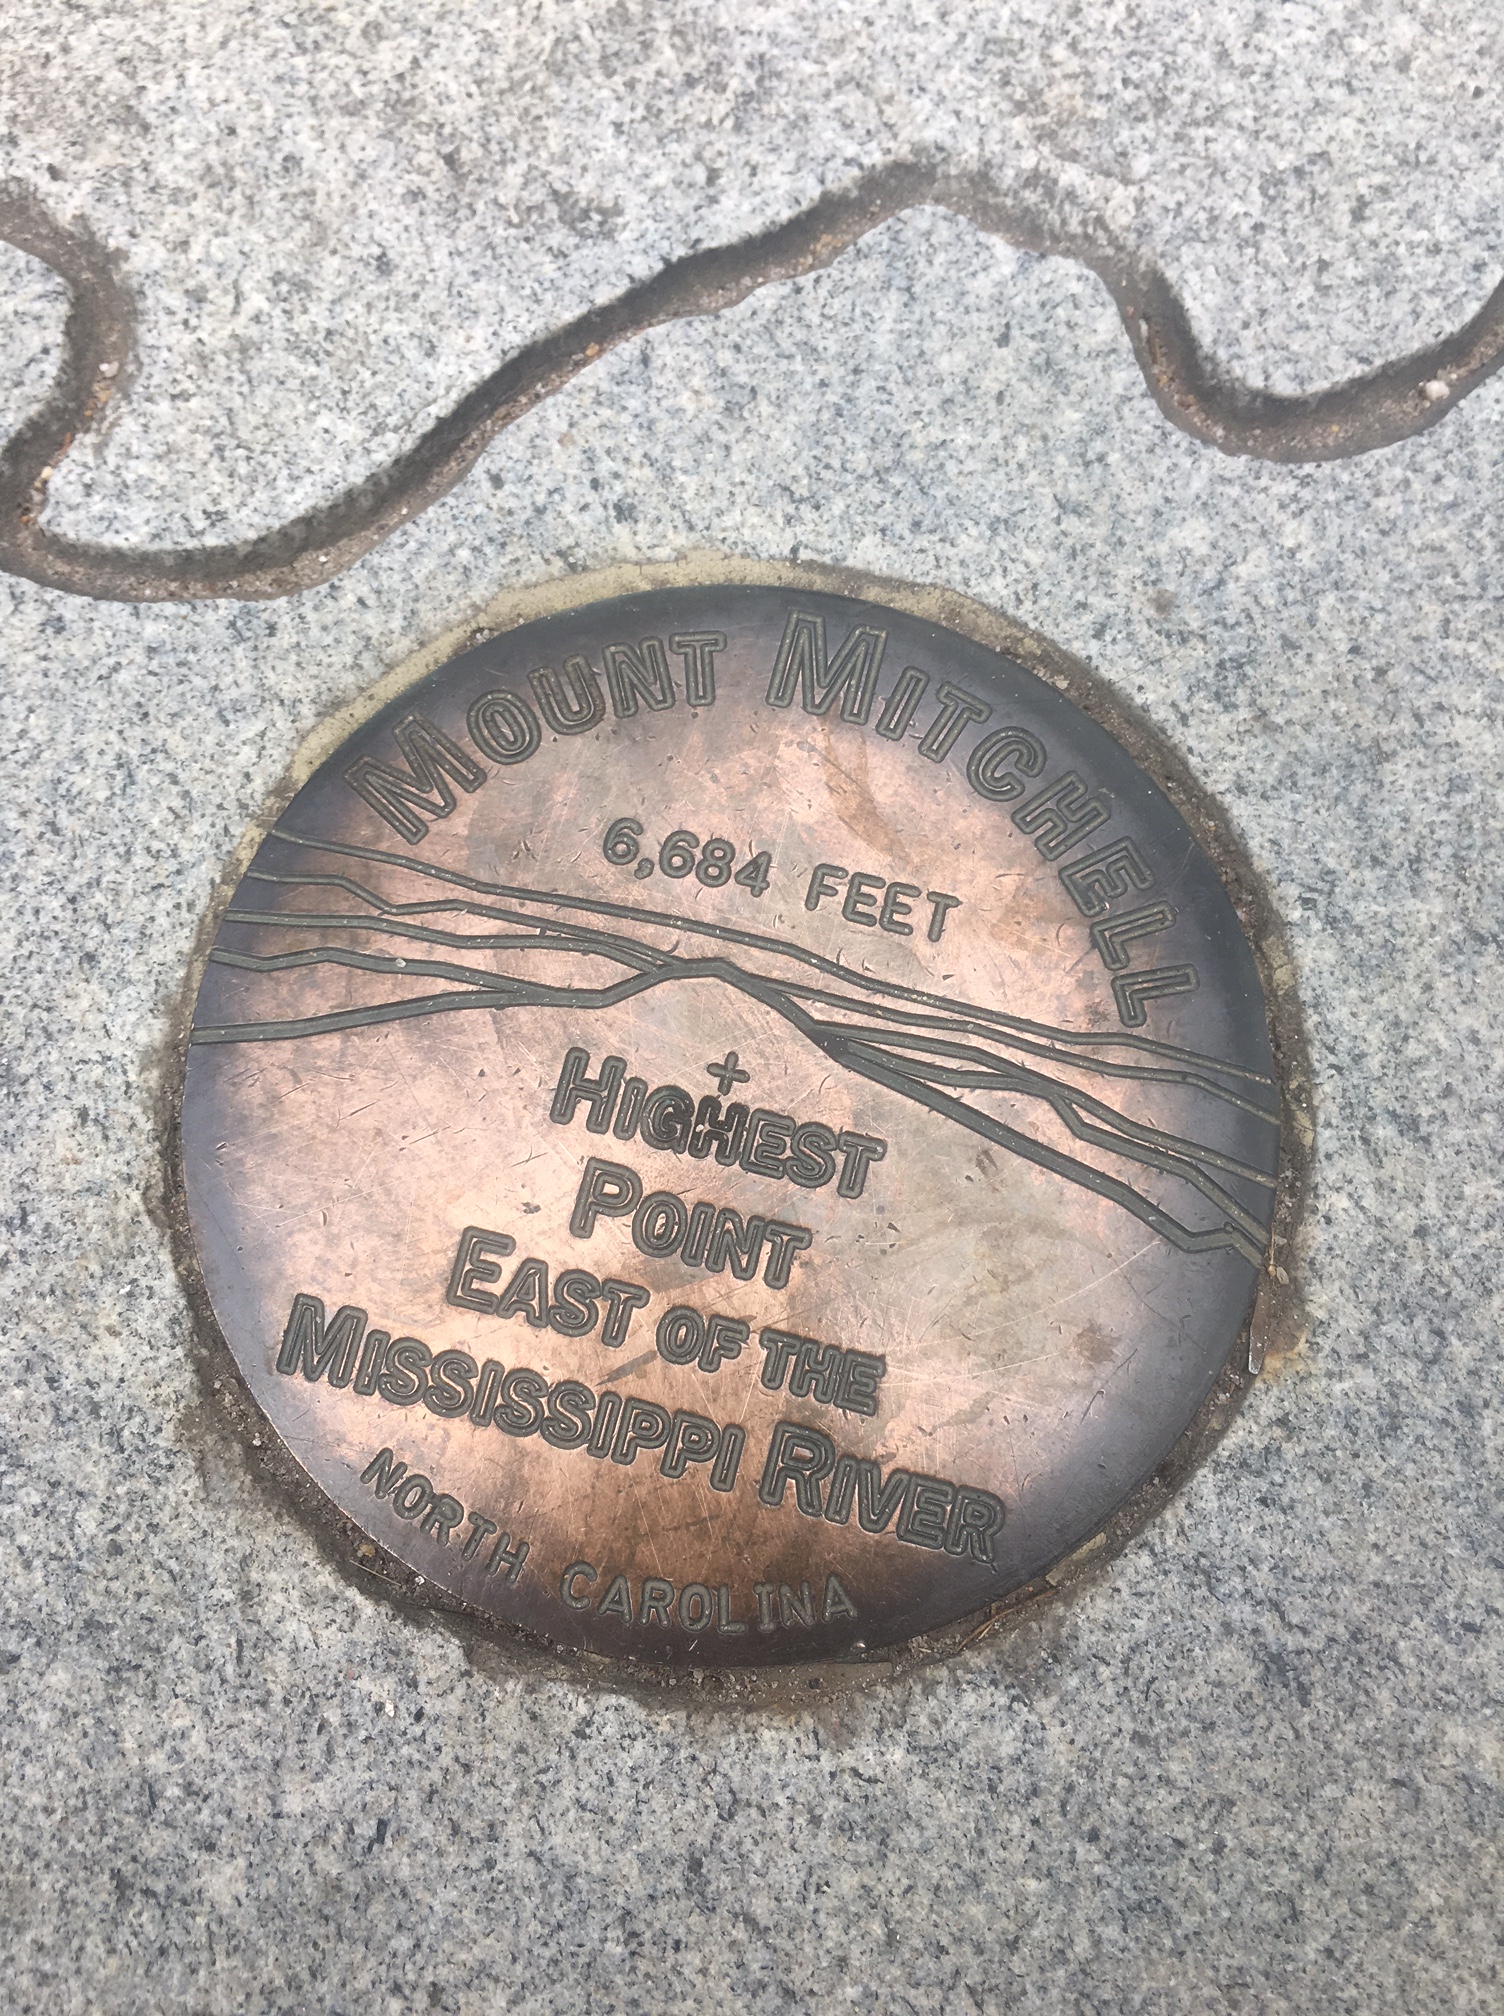 MOUNT MITCHELL
6,684 FEET
+
HIGHEST
POINT
EAST OF THE
MISSISSIPPI RIVER
NORTH CAROLINA